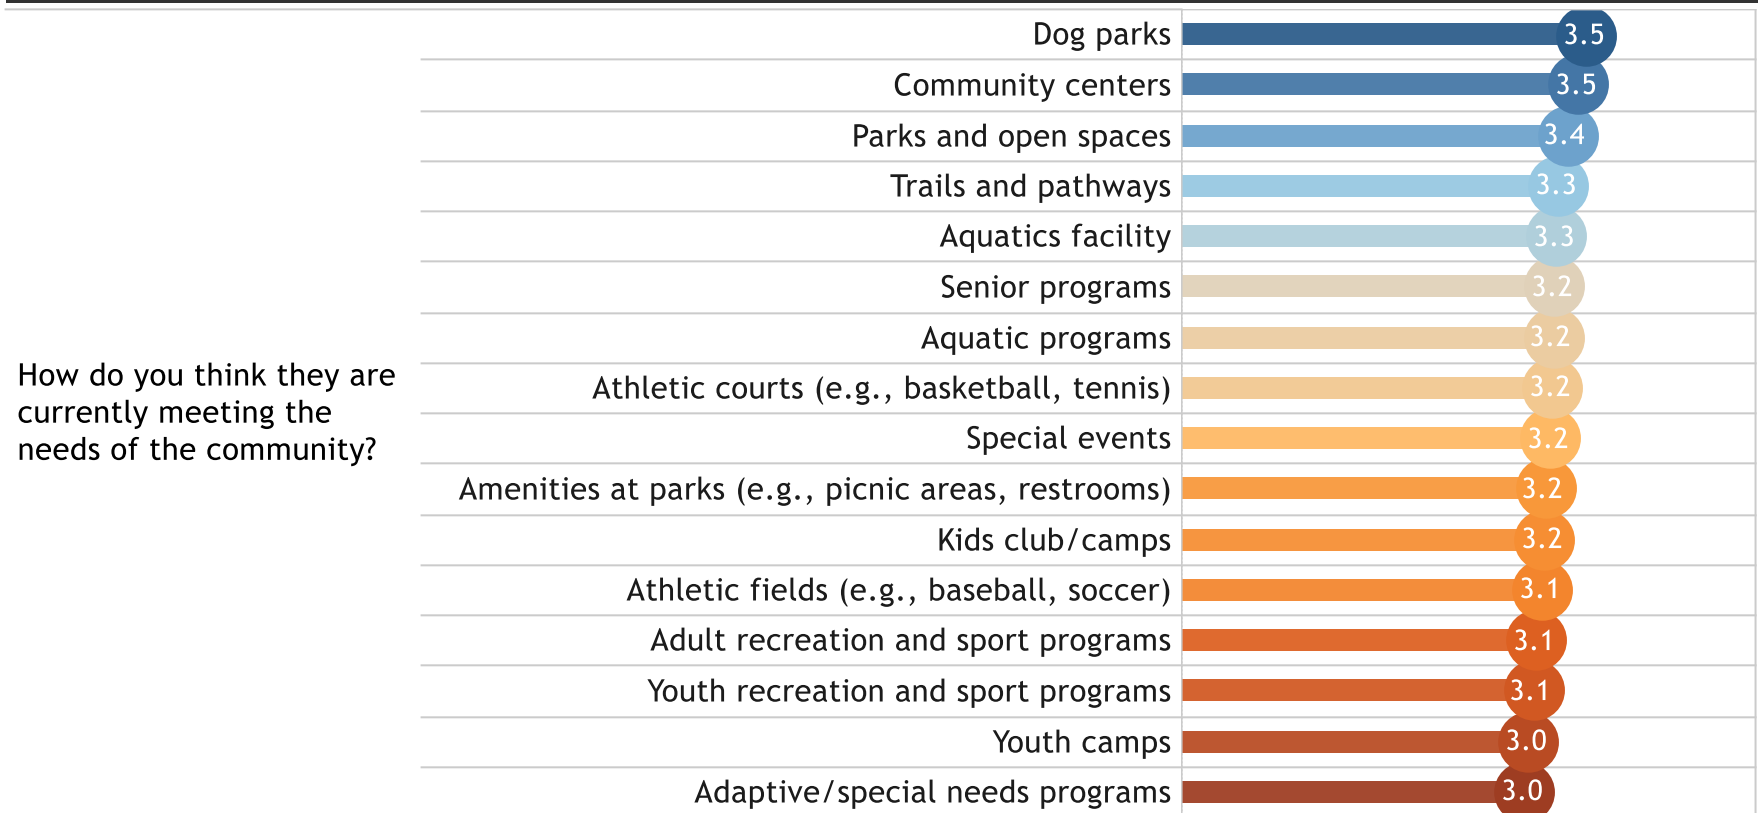 Dog parks 3.5
Community centers 3.5
Parks and open spaces 3.4
Trails and pathways 3.3
Aquatics facility 3.3
Senior programs 3.2
Aquatic programs 3.2
How do you think they are
currently meeting the
needs of the community?
Athletic courts (e.g., basketball, tennis) 3.2
Special events 3.2
Amenities at parks (e.g., picnic areas, restrooms) 3.2
Kids club/camps 3.2
Athletic fields (e.g., baseball, soccer) 3.1
Adult recreation and sport programs 3.1
Youth recreation and sport programs 3.1
Youth camps 3.0
Adaptive/special needs programs 3.0